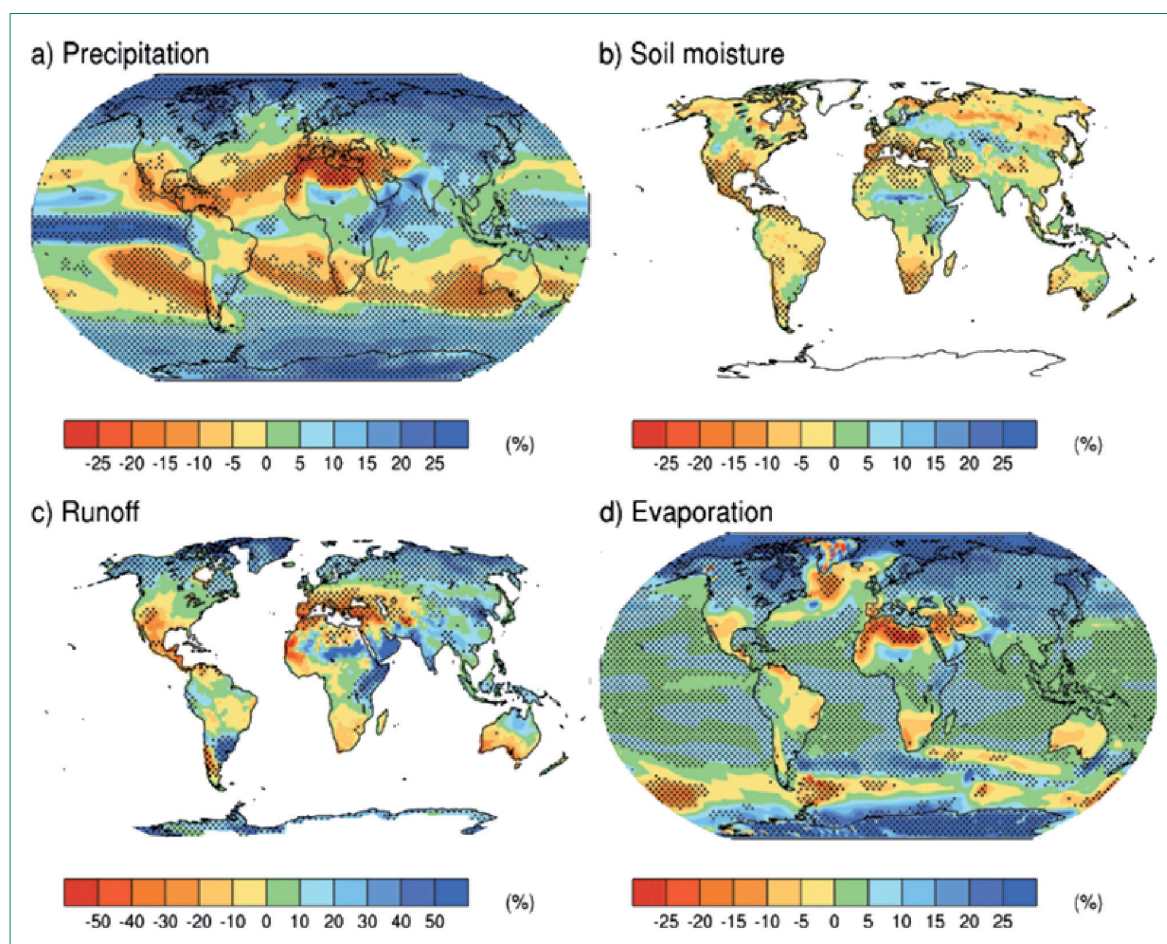 a) Precipitation
b) Soil moisture
-25 -20 -15 -10 -5 0 5 10 15 20 25 (%)
-25 -20 -15 -10 -5 0 5 10 15 20 25 (%)
c) Runoff
d) Evaporation
-50 -40 -30 -20 -10 0 10 20 30 40 50 (%)
-25 -20 -15 -10 -5 0 5 10 15 20 25 (%)